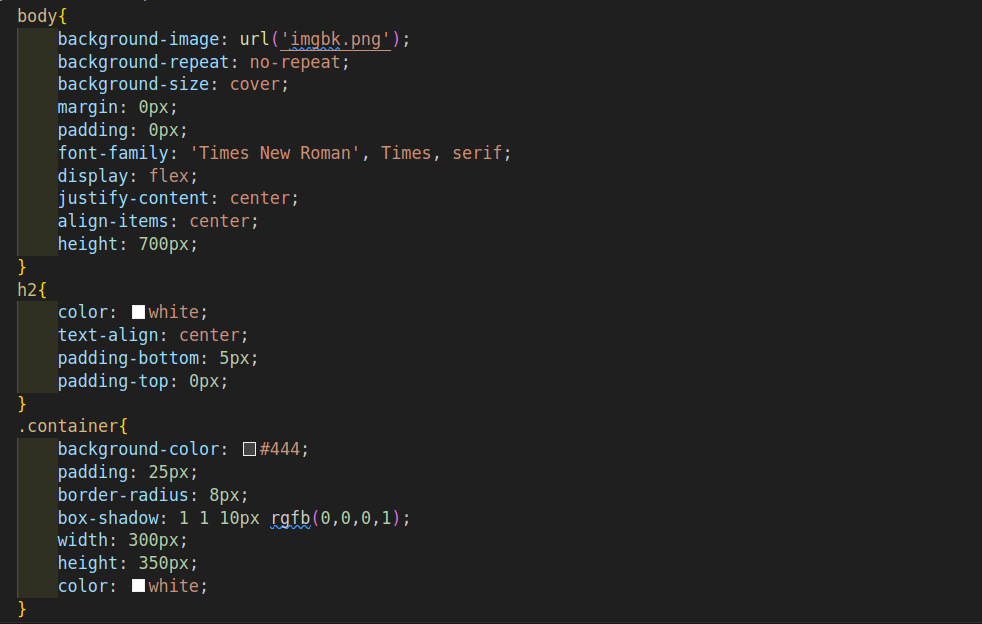 body{
    background-image: url('imgbk.png');
    background-repeat: no-repeat;
    background-size: cover;
    margin: 0px;
    padding: 0px;
    font-family: 'Times New Roman', Times, serif;
    display: flex;
    justify-content: center;
    align-items: center;
    height: 700px;
}
h2{
    color: white;
    text-align: center;
    padding-bottom: 5px;
    padding-top: 0px;
}
.container{
    background-color: #444;
    padding: 25px;
    border-radius: 8px;
    box-shadow: 1 1 10px rgfb(0,0,0,1);
    width: 300px;
    height: 350px;
    color: white;
}